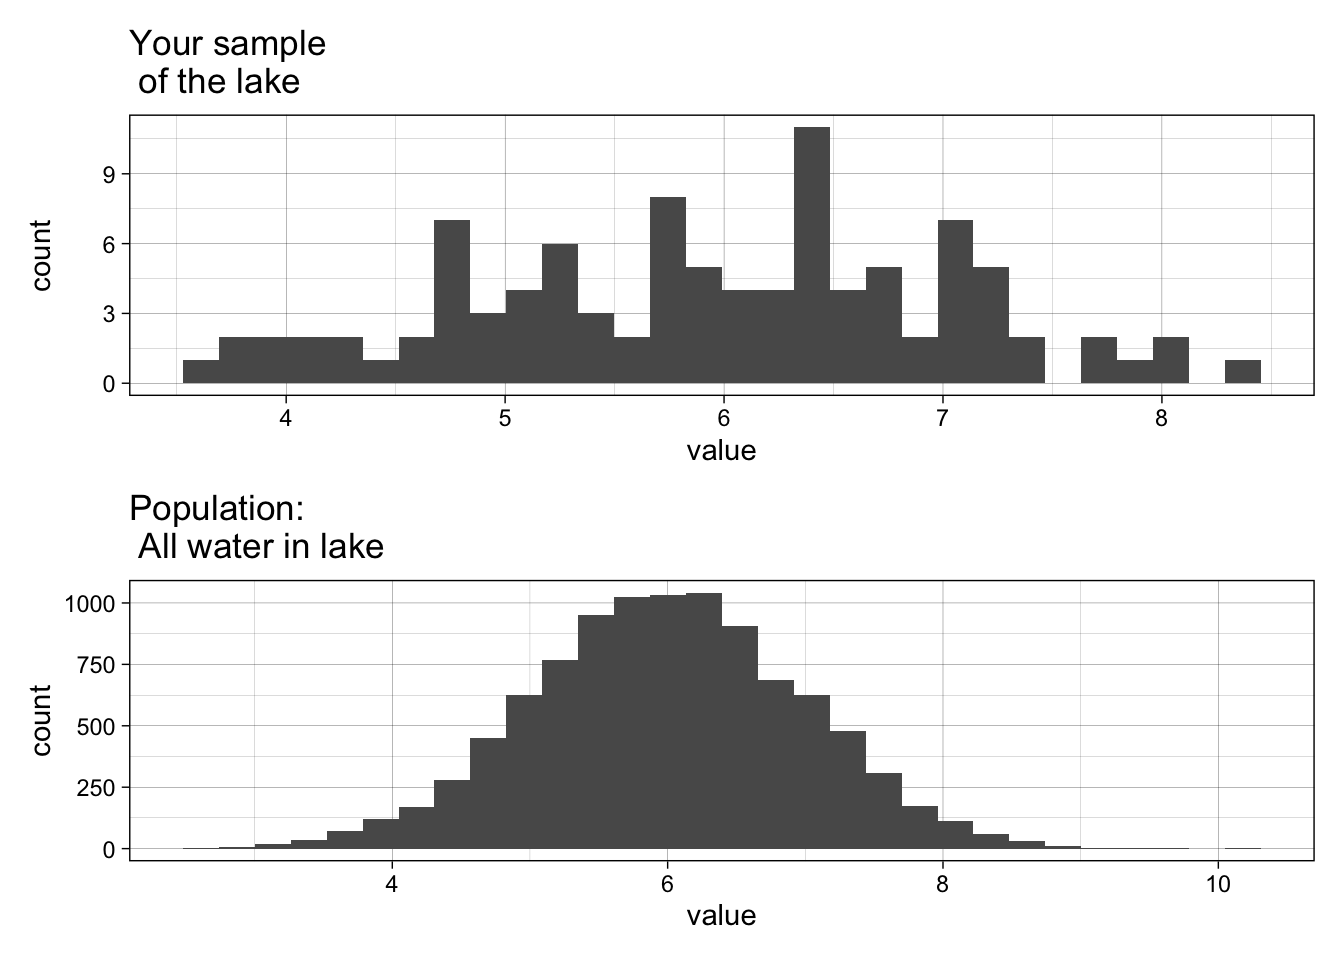 Your sample
of the lake
count
9
6
3
0
4 5 6 7 8
value
Population:
All water in lake
count
1000
750
500
250
0
4 6 8 10
value